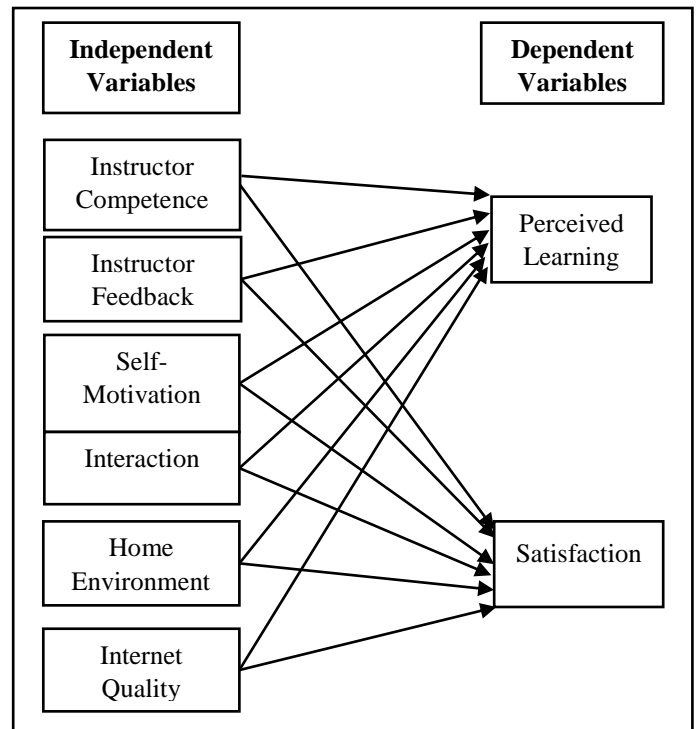 Independent
Variables
Dependent
Variables
Instructor
Competence
Perceived
Learning
Instructor
Feedback
Self-
Motivation
Interaction
Home
Environment
Satisfaction
Internet
Quality